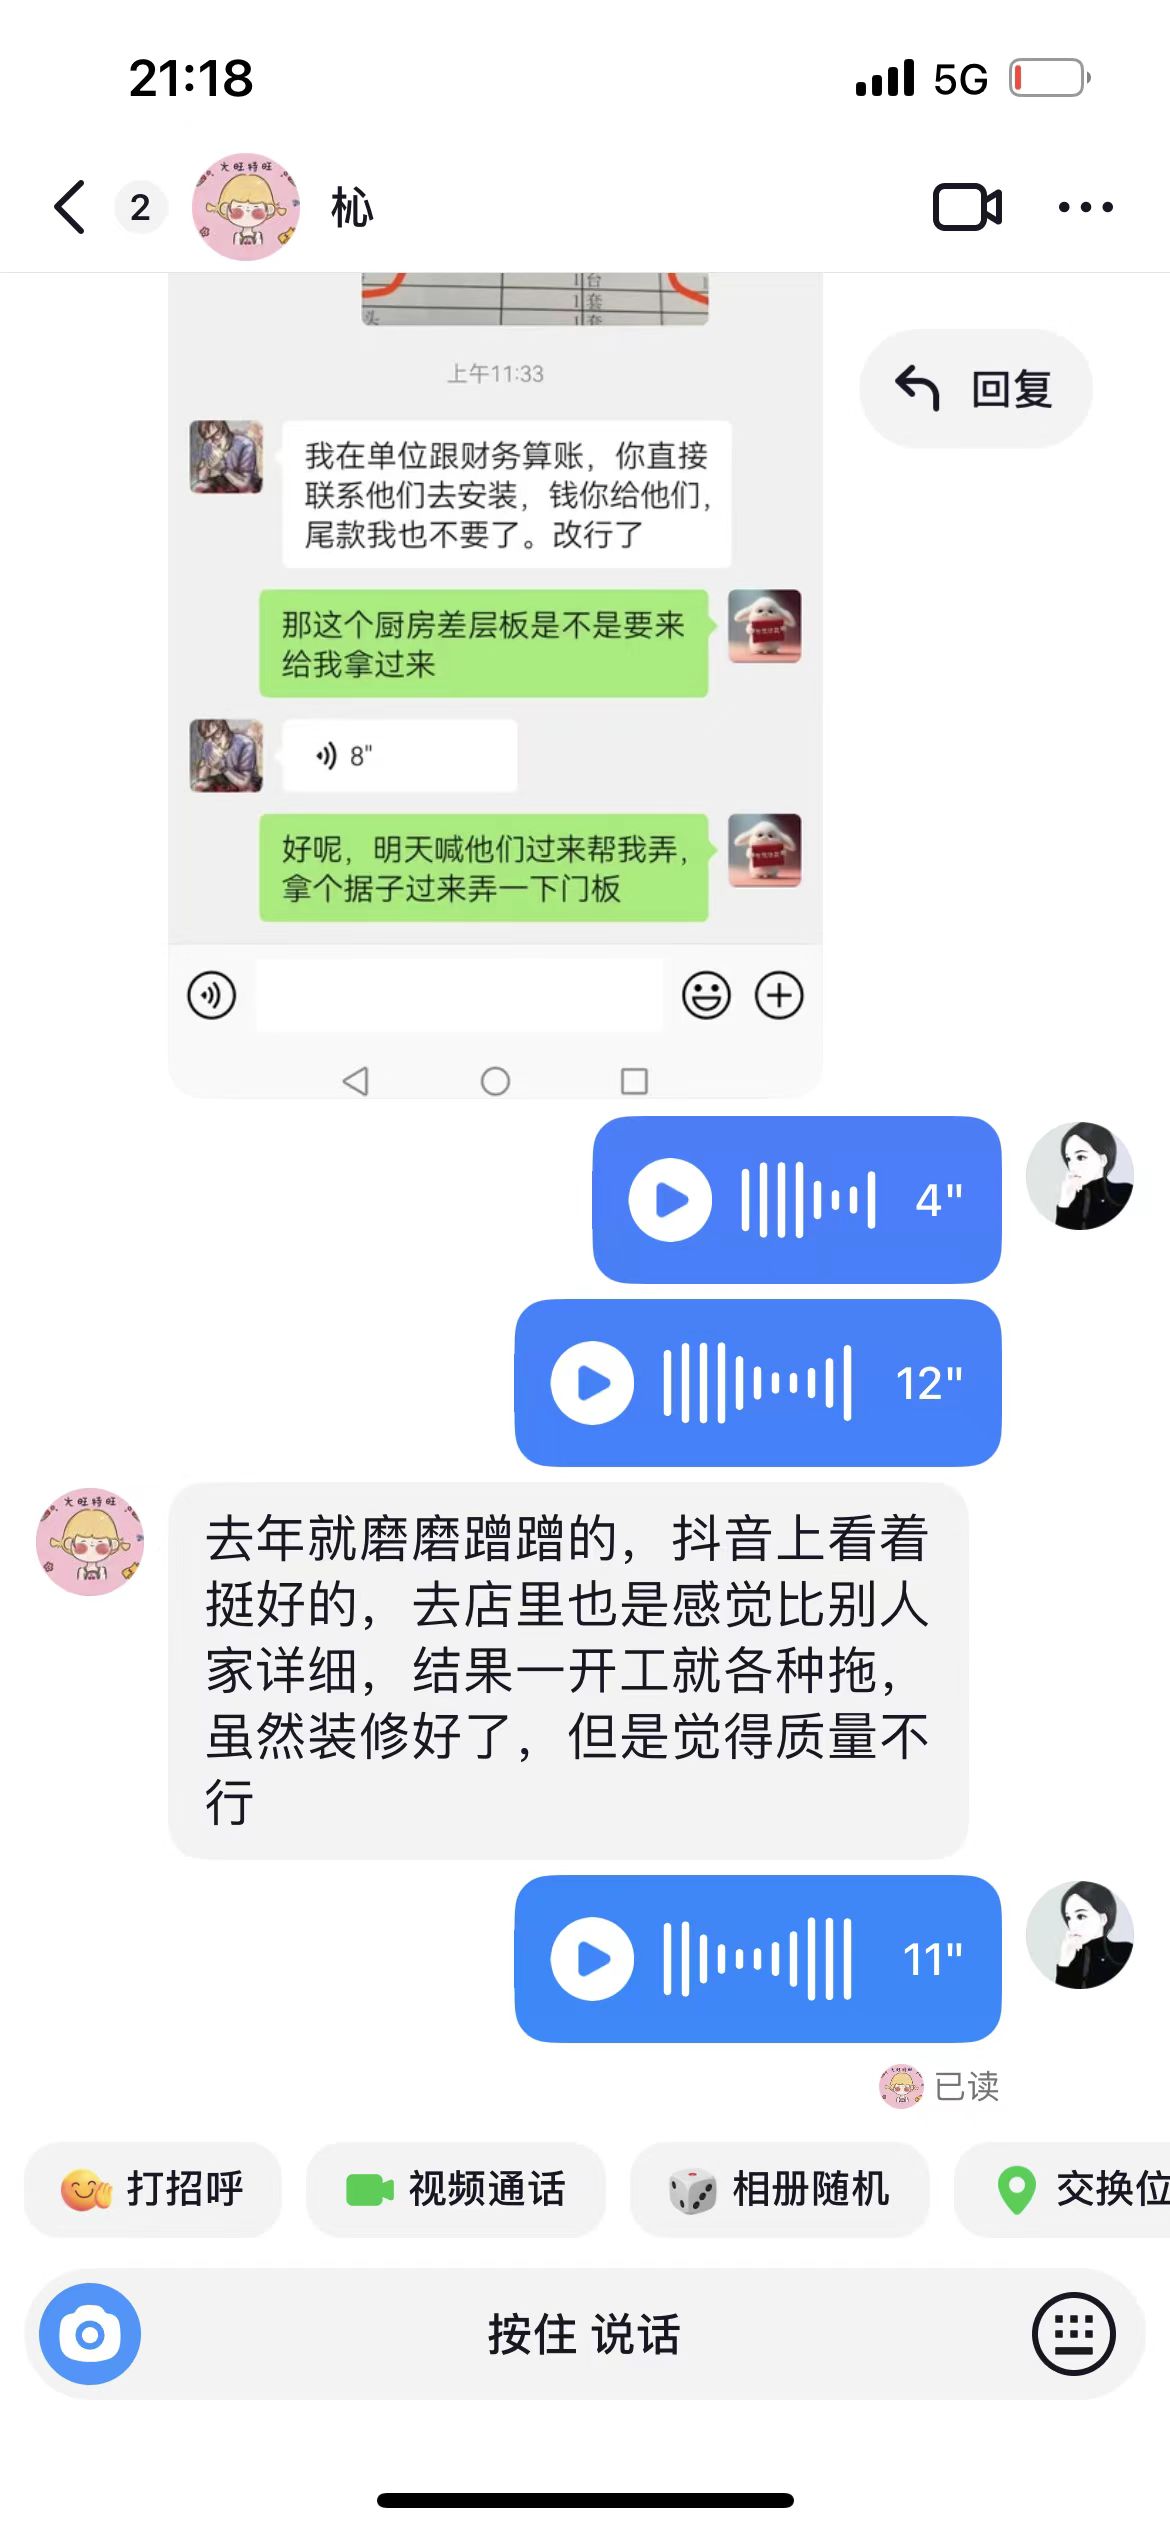 21:18
5G
2
大旺特旺
杺
1 台
1 套
头
1 套
回复
上午11:33
我在单位跟财务算账，你直接
联系他们去安装，钱你给他们，
尾款我也不要了。改行了
那这个厨房差层板是不是要来
给我拿过来
8"
好呢，明天喊他们过来帮我弄，
拿个据子过来弄一下门板
4"
12"
大旺特旺
去年就磨磨蹭蹭的，抖音上看着
挺好的，去店里也是感觉比别人
家详细，结果一开工就各种拖，
虽然装修好了，但是觉得质量不
行
11"
已读
打招呼
视频通话
相册随机
交换位
按住 说话